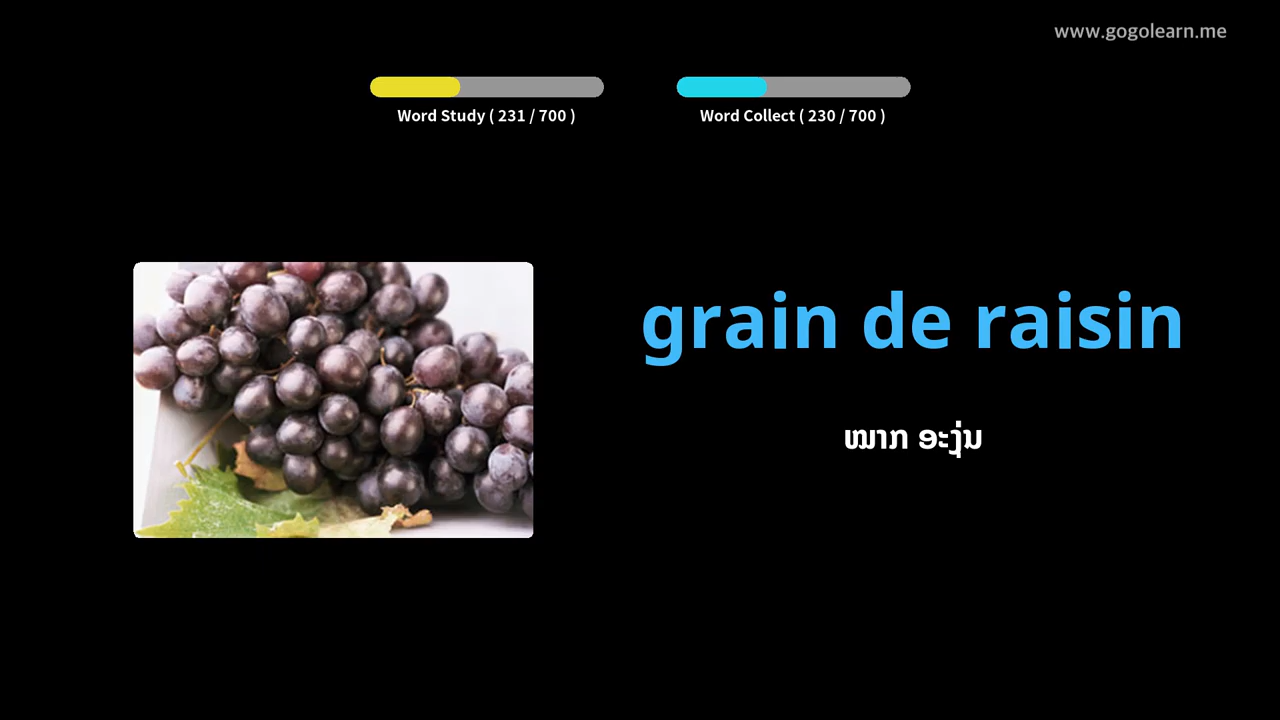 www.gogolearn.me
Word Study ( 231 / 700 )
Word Collect ( 230 / 700 )
grain de raisin
ໝາກ ອະງຸ່ນ